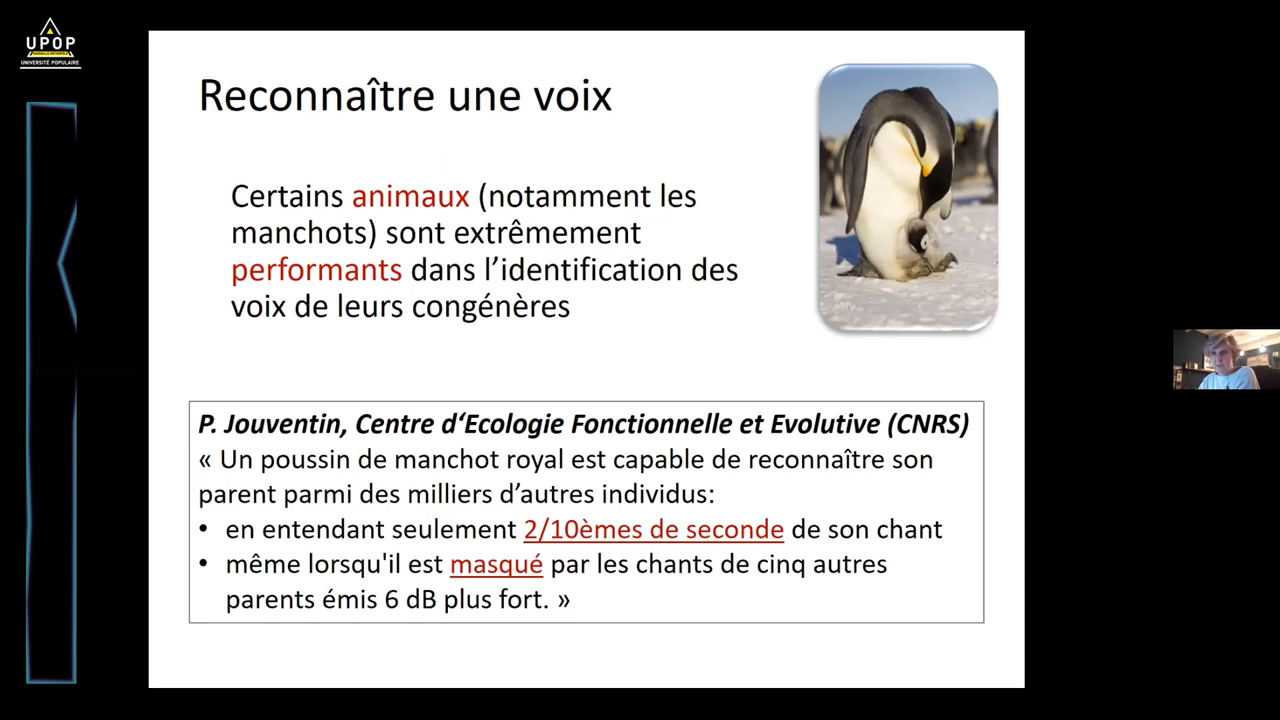 UPOP
MARSEILLE MÉTROPOLE
UNIVERSITÉ POPULAIRE
Reconnaître une voix
Certains animaux (notamment les
manchots) sont extrêmement
performants dans l’identification des
voix de leurs congénères
P. Jouventin, Centre d‘Ecologie Fonctionnelle et Evolutive (CNRS)
« Un poussin de manchot royal est capable de reconnaître son
parent parmi des milliers d’autres individus:
• en entendant seulement 2/10èmes de seconde de son chant
• même lorsqu'il est masqué par les chants de cinq autres
parents émis 6 dB plus fort. »